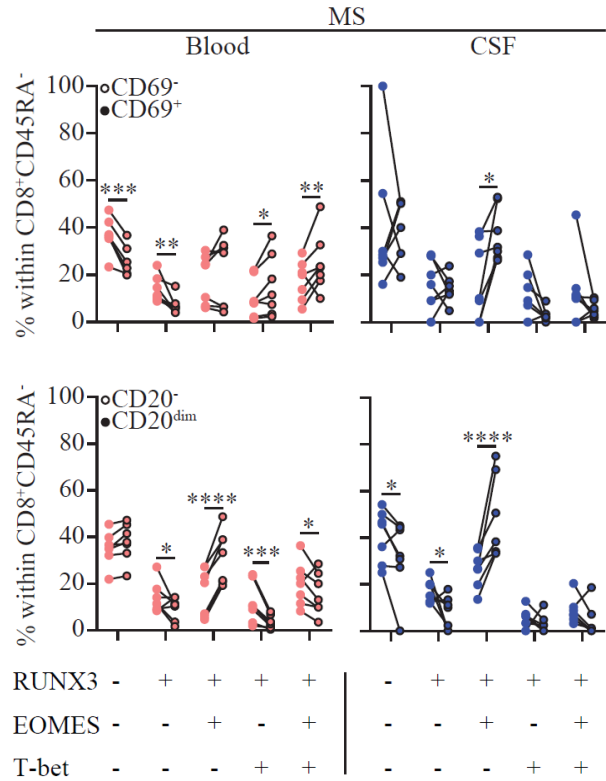 MS
Blood CSF
% within CD8⁺CD45RA⁻
100
80
60
40
20
0
CD69⁻
CD69⁺
*** ** * ** *
% within CD8⁺CD45RA⁻
100
80
60
40
20
0
CD20⁻
CD20ᵈⁱᵐ
* **** *** * * * ****
RUNX3 - + + + + - + + + +
EOMES - - + - + - - + - +
T-bet - - - + + - - - + +